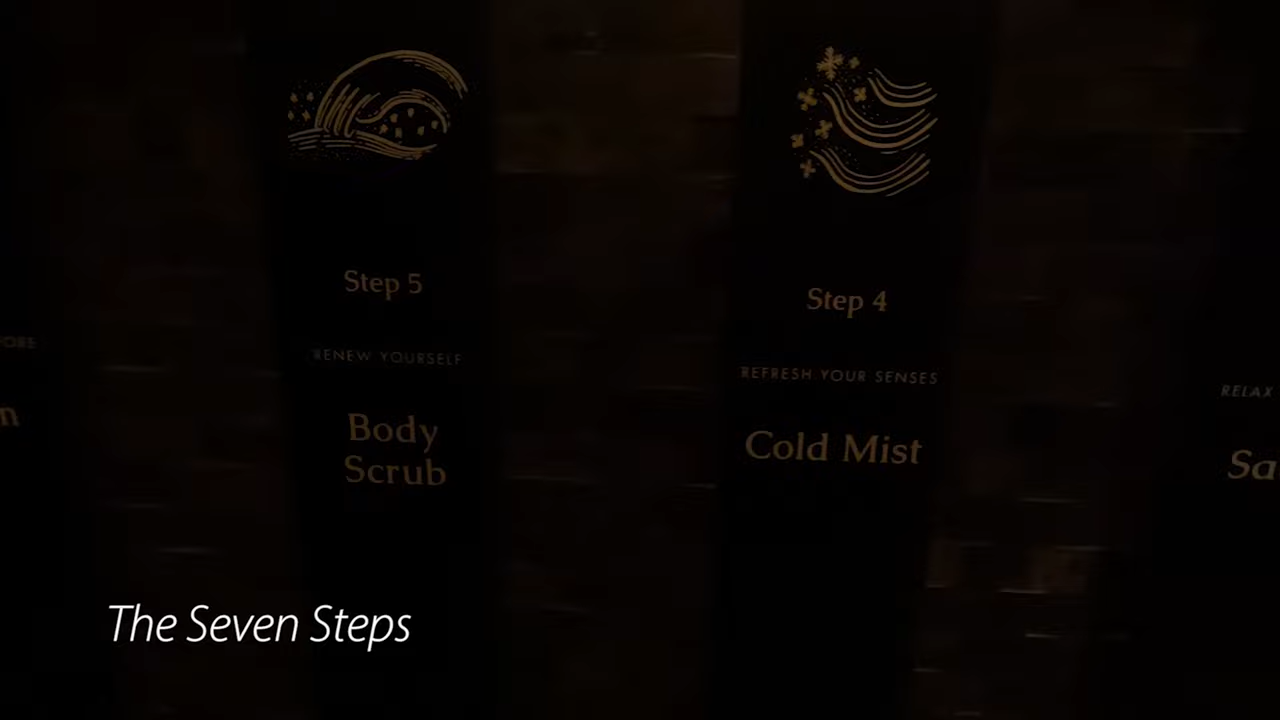 Step 5
RENEW YOURSELF
Body
Scrub
Step 4
REFRESH YOUR SENSES
Cold Mist
RELAX
The Seven Steps